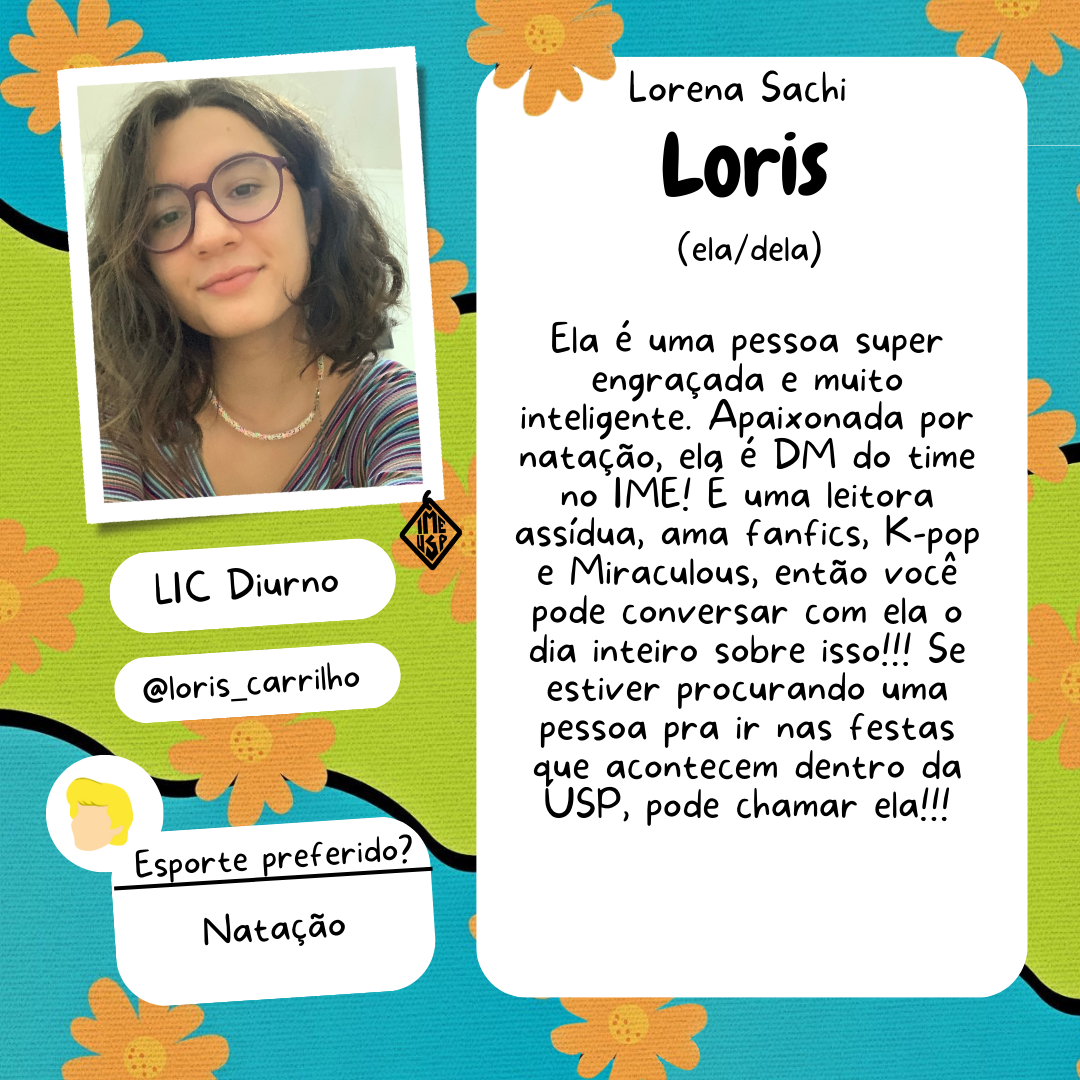 Lorena Sachi
Loris
(ela/dela)
Ela é uma pessoa super
engraçada e muito
inteligente. Apaixonada por
natação, ela é DM do time
no IME! É uma leitora
assídua, ama fanfics, K-pop
e Miraculous, então você
pode conversar com ela o
dia inteiro sobre isso!!! Se
estiver procurando uma
pessoa pra ir nas festas
que acontecem dentro da
USP, pode chamar ela!!!
IME
USP
LIC Diurno
@loris_carrilho
Esporte preferido?
Natação